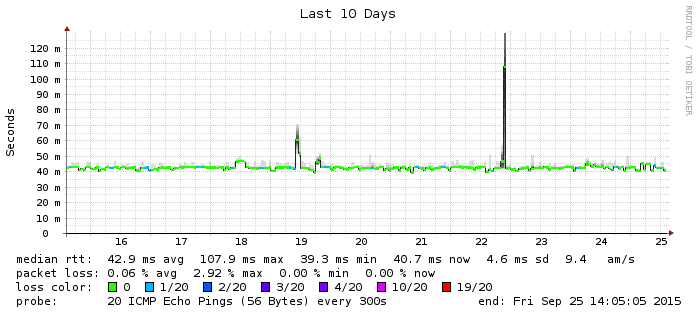 Last 10 Days
RRDTOOL / TOBI OETIKER
Seconds
120 m
110 m
100 m
90 m
80 m
70 m
60 m
50 m
40 m
30 m
20 m
10 m
0 m
16 17 18 19 20 21 22 23 24 25
median rtt: 42.9 ms avg 107.9 ms max 39.3 ms min 40.7 ms now 4.6 ms sd 9.4 am/s
packet loss: 0.06 % avg 2.92 % max 0.00 % min 0.00 % now
loss color: 0 1/20 2/20 3/20 4/20 10/20 19/20
probe: 20 ICMP Echo Pings (56 Bytes) every 300s end: Fri Sep 25 14:05:05 2015